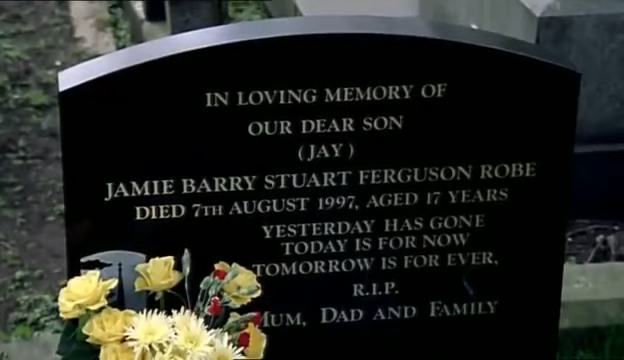 IN LOVING MEMORY OF
OUR DEAR SON
(JAY)
JAMIE BARRY STUART FERGUSON ROBE
DIED 7TH AUGUST 1997, AGED 17 YEARS
YESTERDAY HAS GONE
TODAY IS FOR NOW
TOMORROW IS FOR EVER,
R.I.P.
MUM, DAD AND FAMILY